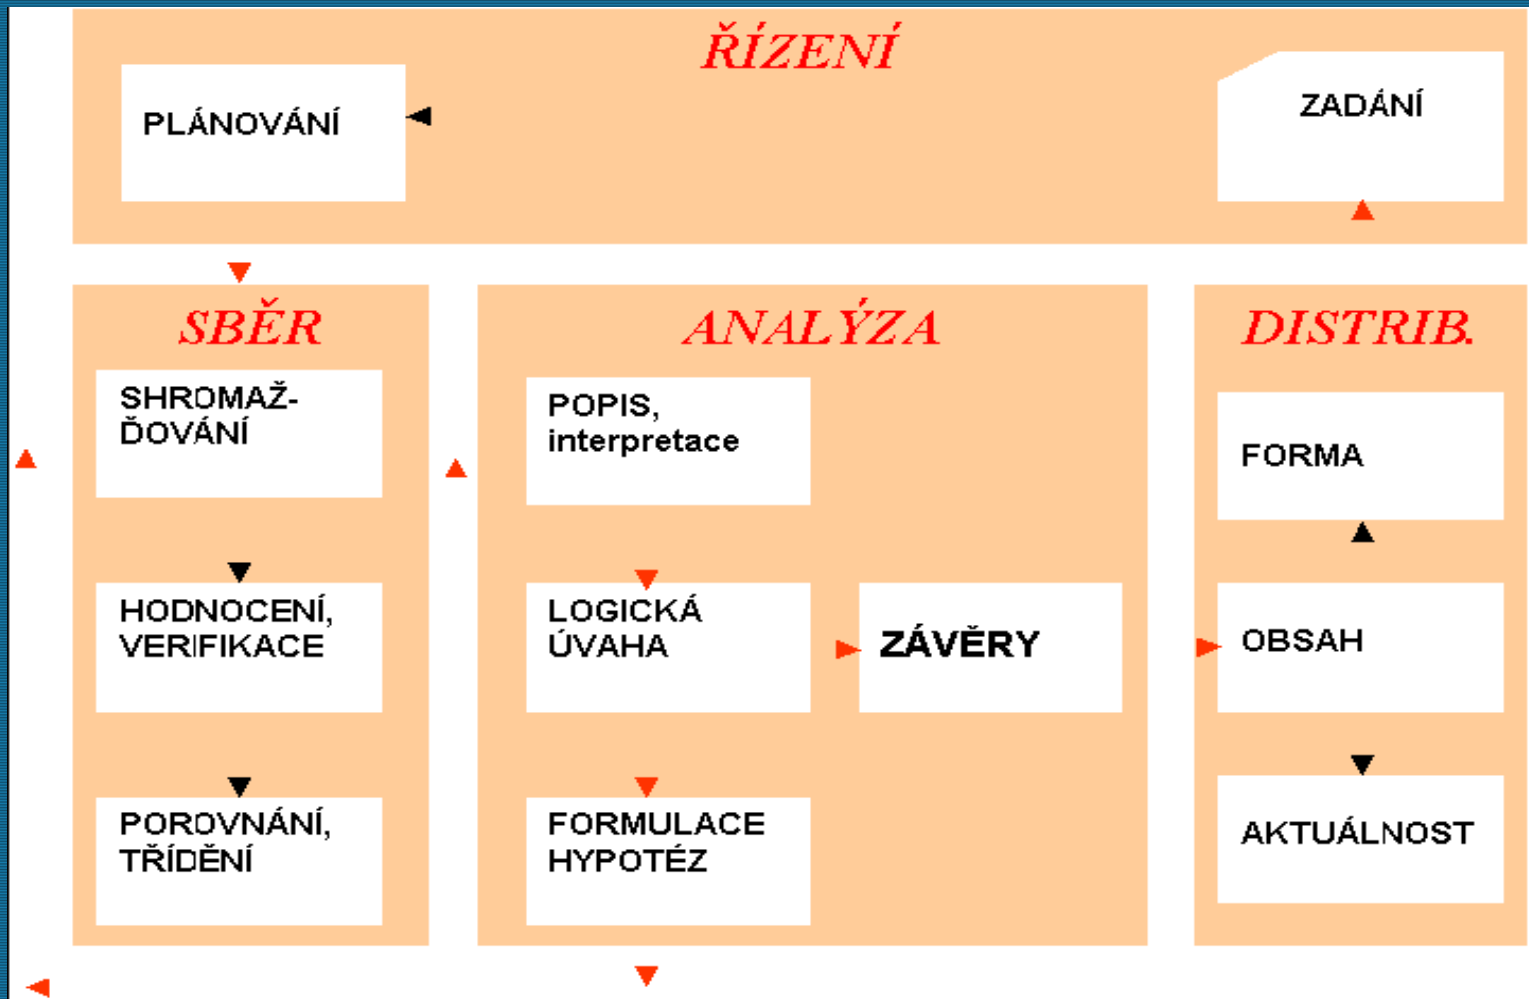 ŘÍZENÍ
PLÁNOVÁNÍ
ZADÁNÍ
SBĚR
SHROMAŽ-
ĎOVÁNÍ
HODNOCENÍ,
VERIFIKACE
POROVNÁNÍ,
TŘÍDĚNÍ
ANALÝZA
POPIS,
interpretace
LOGICKÁ
ÚVAHA
ZÁVĚRY
FORMULACE
HYPOTÉZ
DISTRIB.
FORMA
OBSAH
AKTUÁLNOST